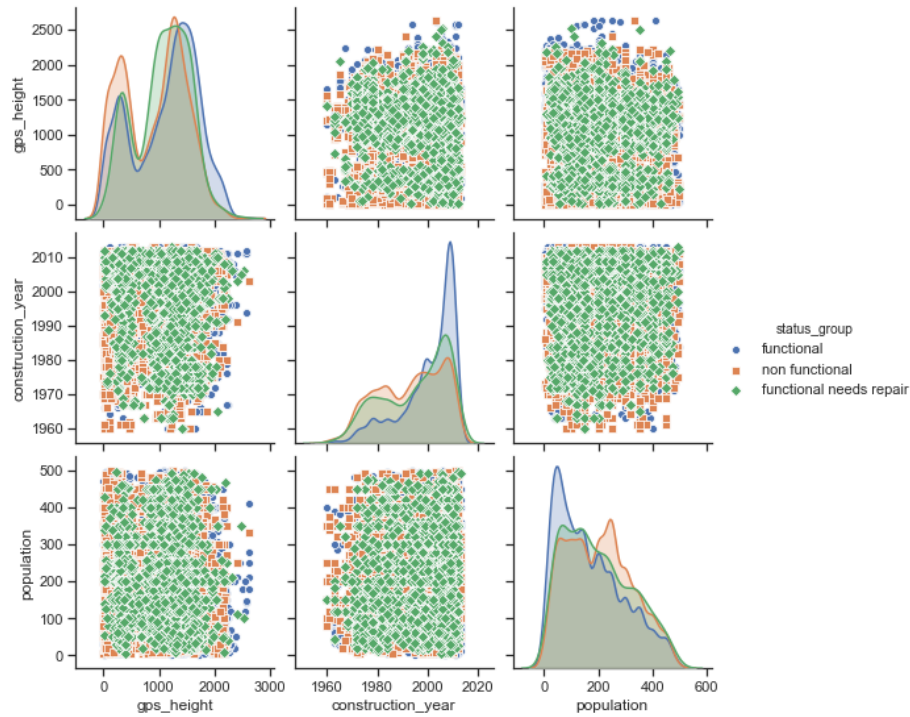 gps_height
2500
2000
1500
1000
500
0
construction_year
2010
2000
1990
1980
1970
1960
status_group
functional
non functional
functional needs repair
population
500
400
300
200
100
0
0 1000 2000 3000
gps_height
1960 1980 2000 2020
construction_year
0 200 400 600
population